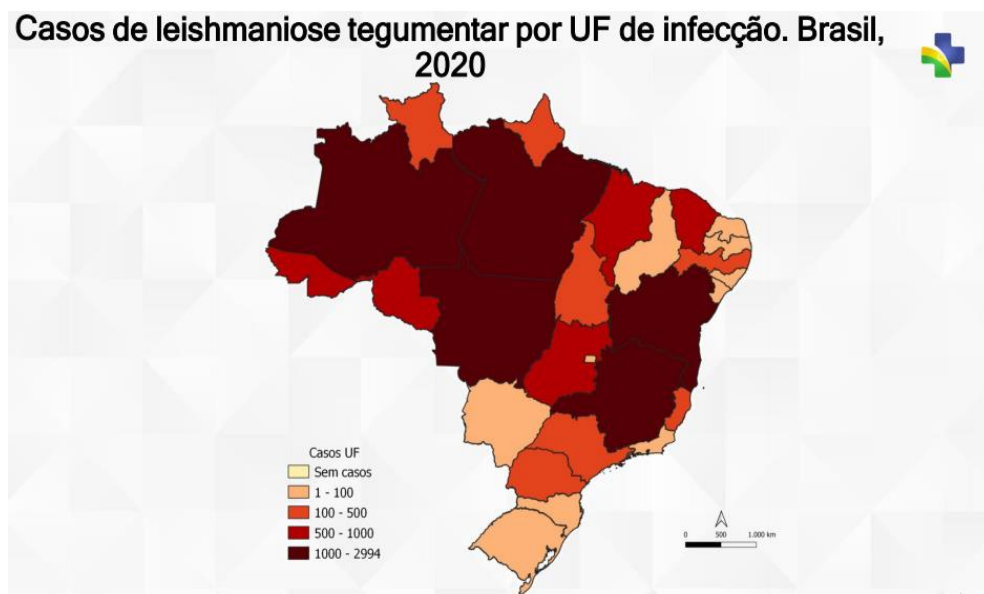 Casos de leishmaniose tegumentar por UF de infecção. Brasil,
2020
Casos UF
Sem casos
1 - 100
100 - 500
500 - 1000
1000 - 2994
0 500 1.000 km